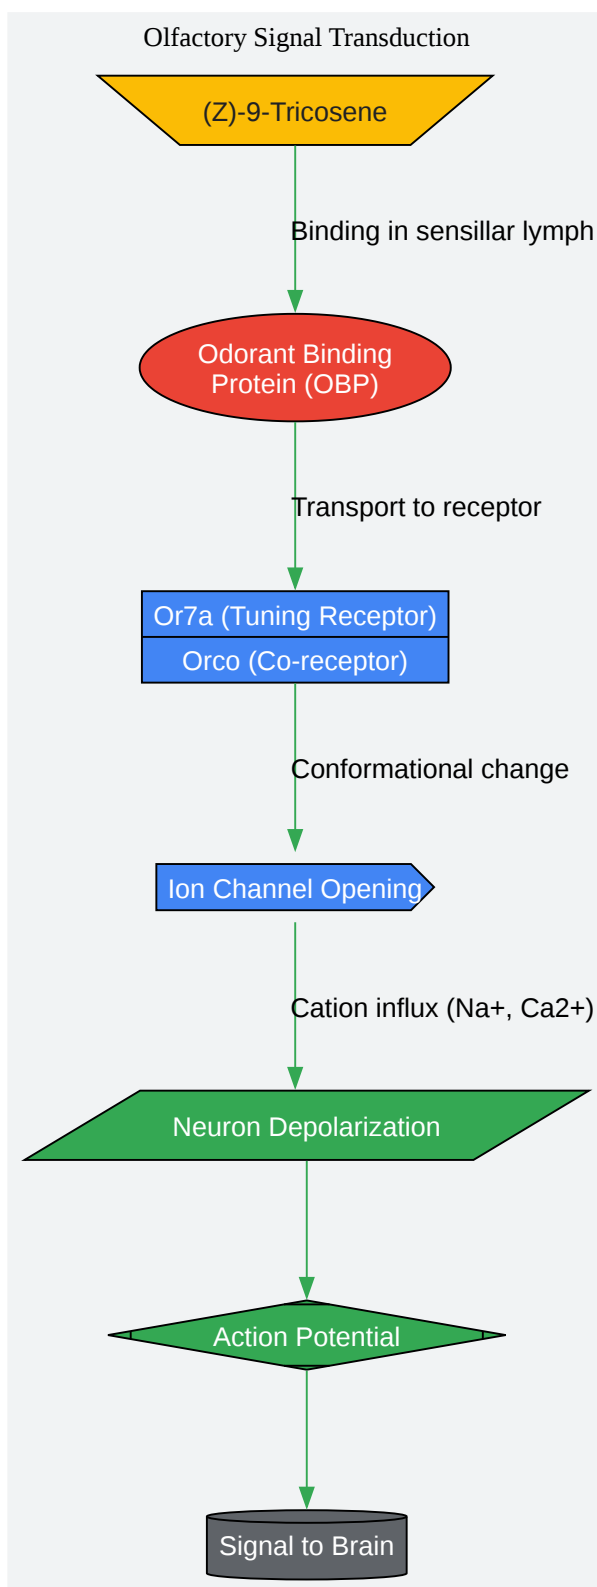 Olfactory Signal Transduction
(Z)-9-Tricosene
Binding in sensillar lymph
Odorant Binding
Protein (OBP)
Transport to receptor
Or7a (Tuning Receptor)
Orco (Co-receptor)
Conformational change
Ion Channel Opening
Cation influx (Na+, Ca2+)
Neuron Depolarization
Action Potential
Signal to Brain